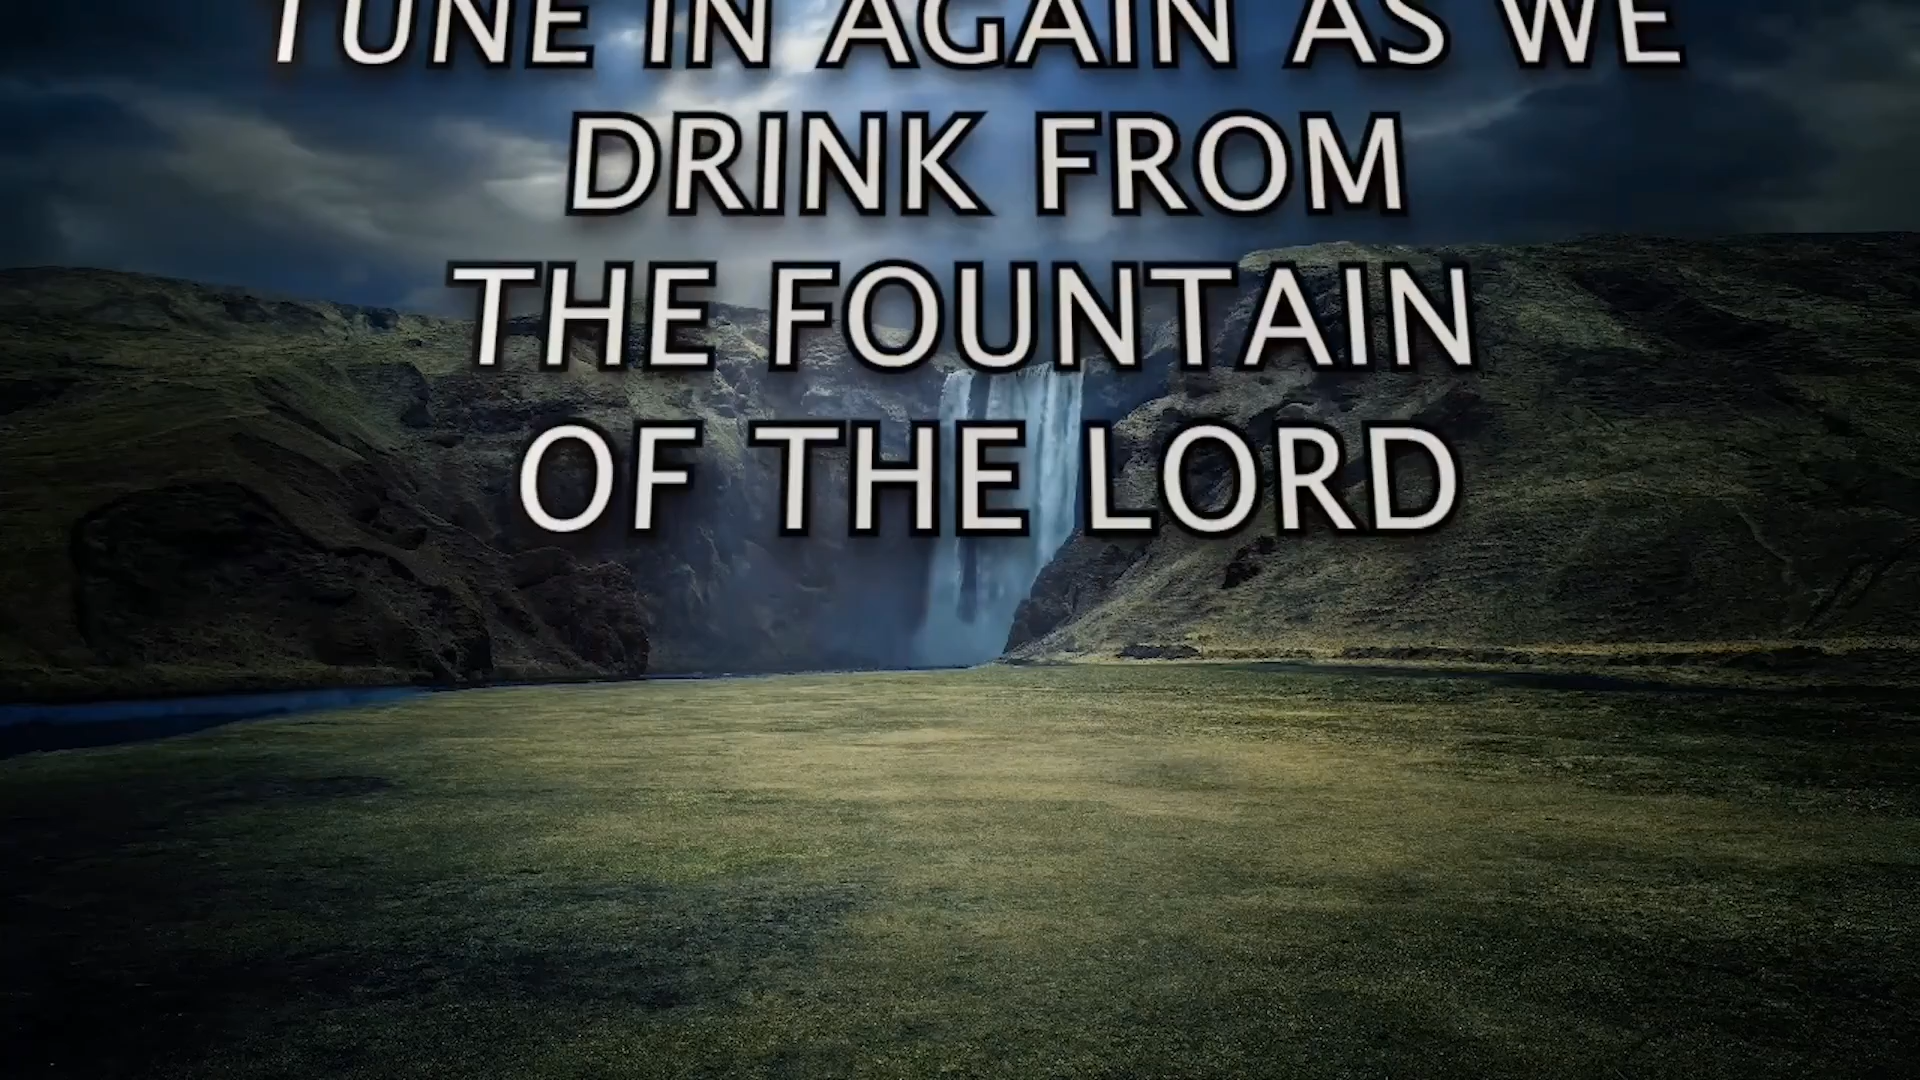 TUNE IN AGAIN AS WE
DRINK FROM
THE FOUNTAIN
OF THE LORD